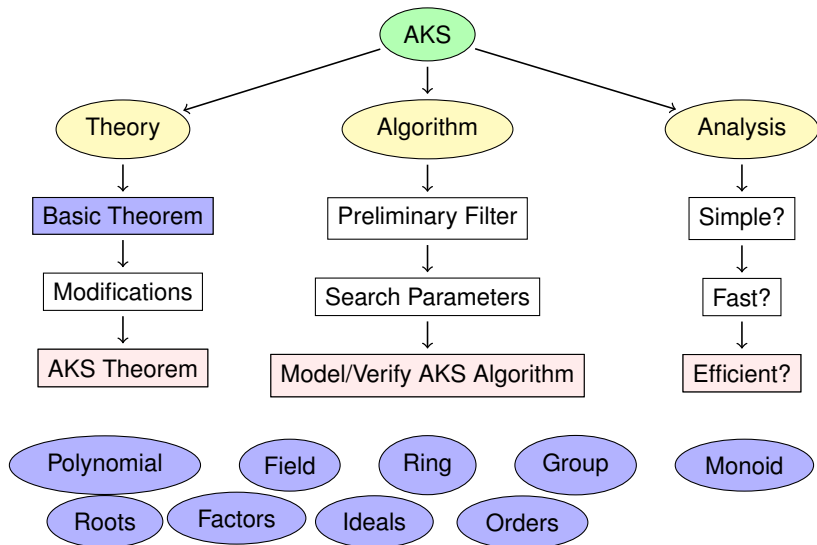 AKS
Theory
Algorithm
Analysis
Basic Theorem
Preliminary Filter
Simple?
Modifications
Search Parameters
Fast?
AKS Theorem
Model/Verify AKS Algorithm
Efficient?
Polynomial
Field
Ring
Group
Monoid
Roots
Factors
Ideals
Orders